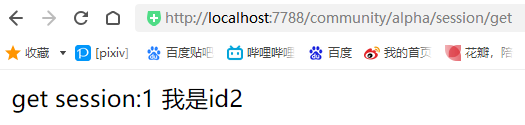 http://localhost:7788/community/alpha/session/get
收藏 [pixiv] 百度贴吧 哔哩哔哩 百度 我的首页 花瓣，陪
get session:1 我是id2